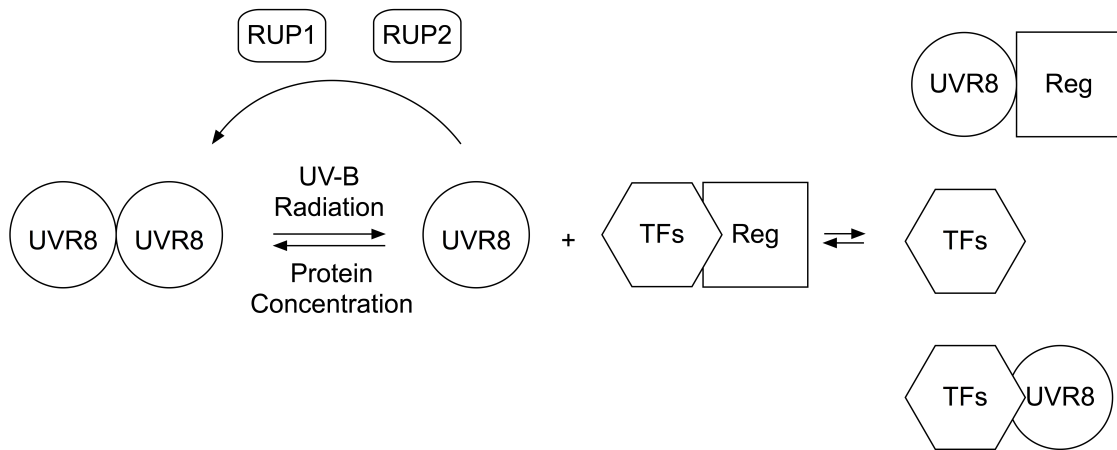 RUP1
RUP2
UVR8
Reg
UV-B
Radiation
UVR8
UVR8
UVR8
+
TFs
Reg
TFs
Protein
Concentration
TFs
UVR8